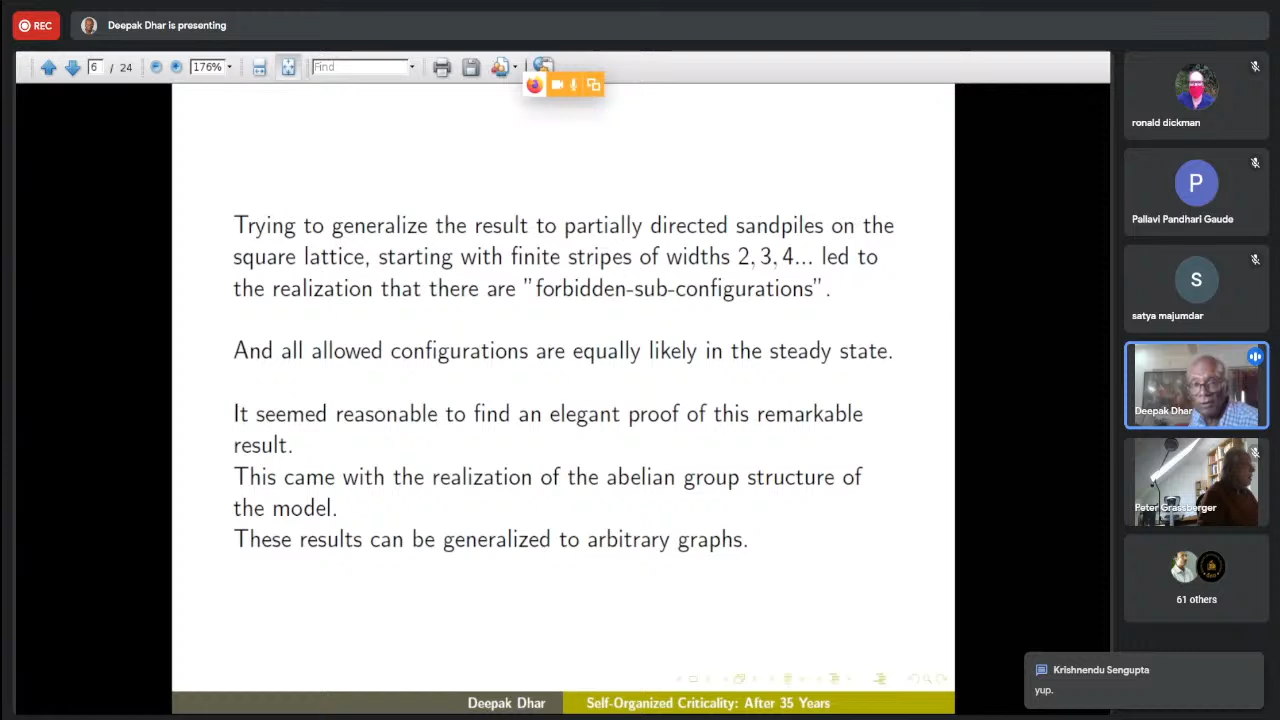 REC
Deepak Dhar is presenting
6 / 24
176%
Find
Trying to generalize the result to partially directed sandpiles on the
square lattice, starting with finite stripes of widths 2, 3, 4... led to
the realization that there are "forbidden-sub-configurations".
And all allowed configurations are equally likely in the steady state.
It seemed reasonable to find an elegant proof of this remarkable
result.
This came with the realization of the abelian group structure of
the model.
These results can be generalized to arbitrary graphs.
Deepak Dhar
Self-Organized Criticality: After 35 Years
ronald dickman
P
Pallavi Pandhari Gaude
S
satya majumdar
Deepak Dhar
Peter Grassberger
61 others
Krishnendu Sengupta
yup.